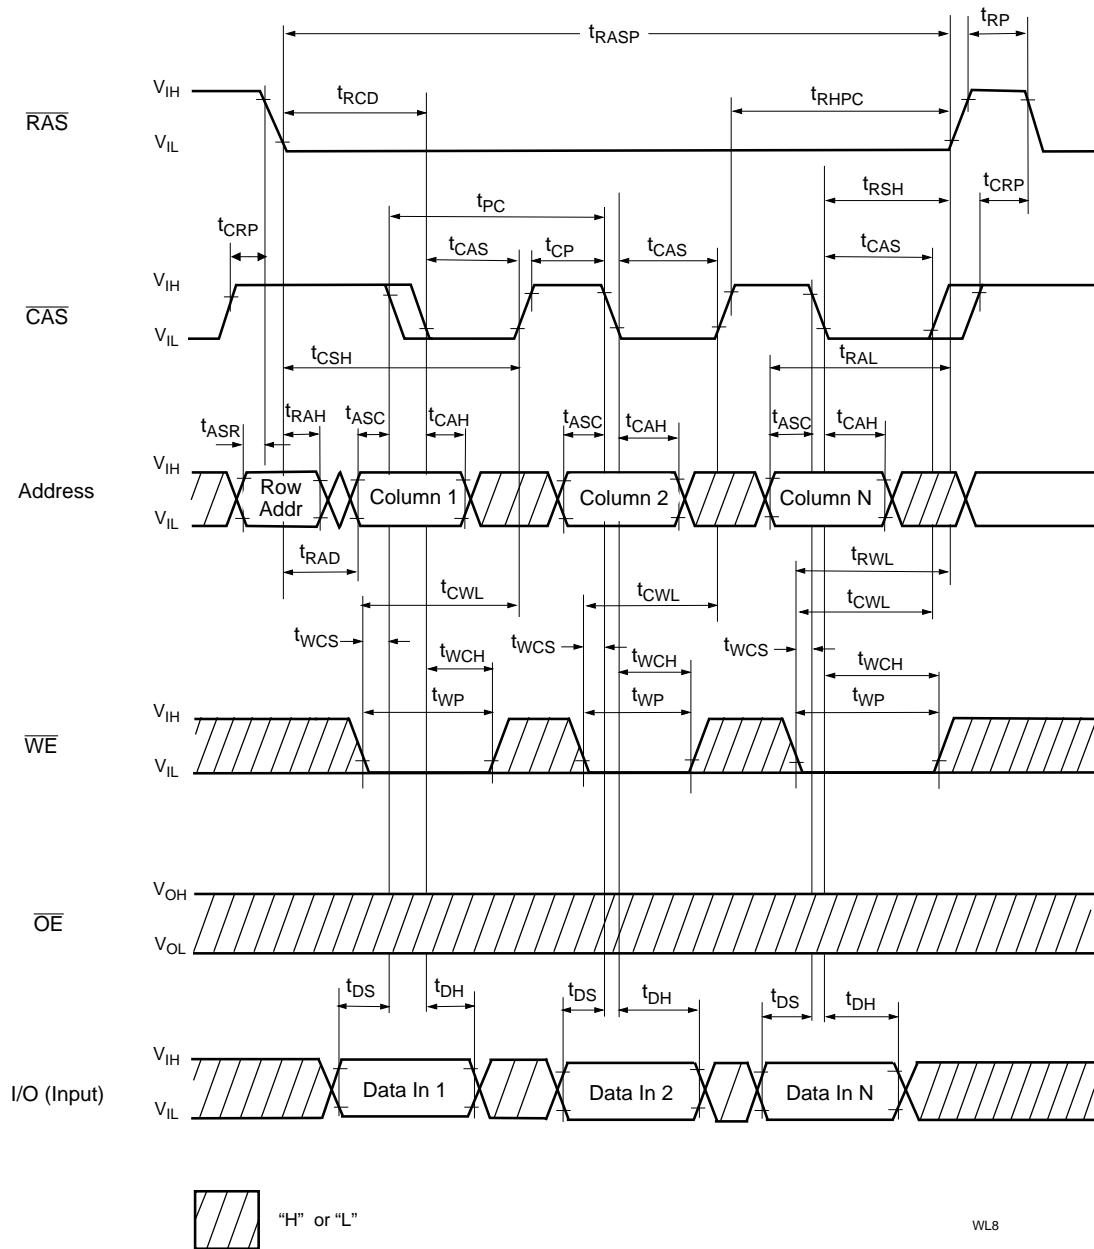 tRASP
tRP
VIH
tRCD
tRHPC
RAS
VIL
tRSH
tCRP
tPC
tCRP
tCAS
tCP
tCAS
tCAS
VIH
CAS
VIL
tCSH
tRAL
tRAH
tASC
tASR
tCAH
tASC
tCAH
tASC
tCAH
VIH
Address
Row
Addr
Column 1
Column 2
Column N
VIL
tRAD
tRWL
tCWL
tCWL
tCWL
tWCS
tWCS
tWCS
tWCH
tWCH
tWCH
tWP
tWP
tWP
VIH
WE
VIL
VOH
OE
VOL
tDS
tDH
tDS
tDH
tDS
tDH
VIH
I/O (Input)
Data In 1
Data In 2
Data In N
VIL
“H” or “L”
WL8